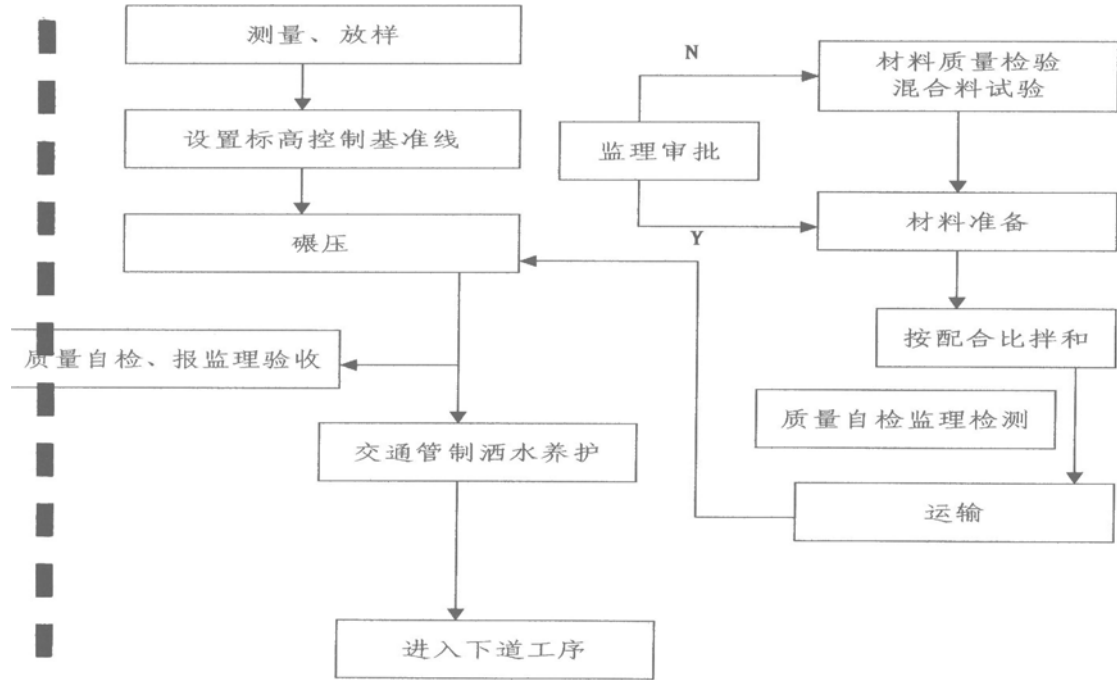 测量、放样
设置标高控制基准线
碾压
质量自检、报监理验收
交通管制洒水养护
进入下道工序
N
监理审批
Y
材料质量检验
混合料试验
材料准备
按配合比拌和
质量自检监理检测
运输